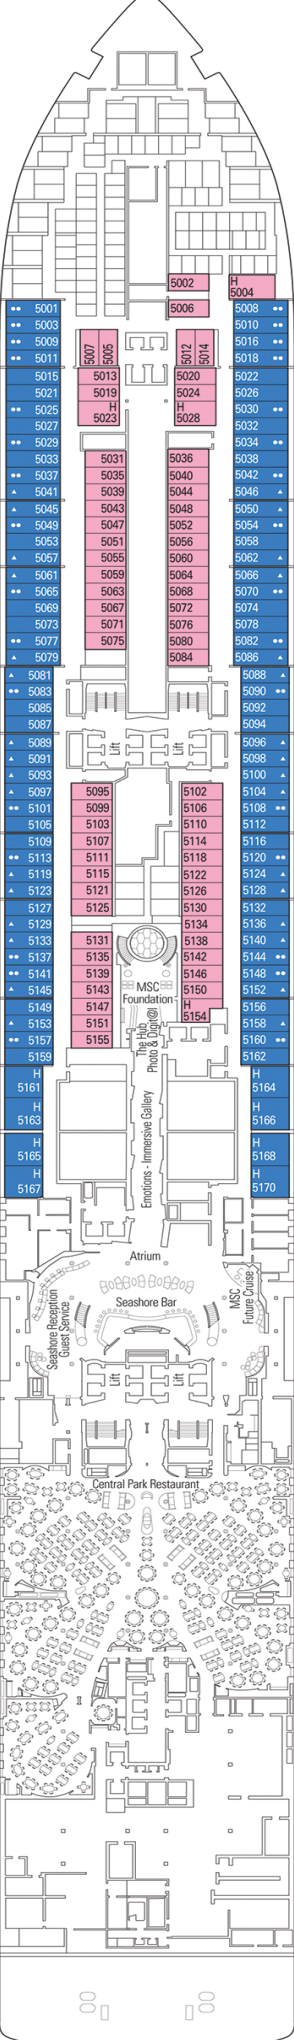 5002
H
5004
5001 5006 5008
5003 5010
5009 5007 5005 5012 5014 5016
5011 5018
5015 5013 5020 5022
5021 5019 5024 5026
5025 H H 5030
5027 5023 5028 5032
5029 5034
5033 5031 5036 5038
5037 5035 5040 5042
5041 5039 5044 5046
5045 5043 5048 5050
5049 5047 5052 5054
5053 5051 5056 5058
5057 5055 5060 5062
5061 5059 5064 5066
5065 5063 5068 5070
5069 5067 5072 5074
5073 5071 5076 5078
5077 5075 5080 5082
5079 5084 5086
5081 5088
5083 5090
5085 5092
5087 5094
5089 Lift Lift 5096
5091 5098
5093 5100
5097 5095 5102 5104
5101 5099 5106 5108
5105 5103 5110 5112
5109 5107 5114 5116
5113 5111 5118 5120
5119 5115 5122 5124
5123 5121 5126 5128
5127 5125 5130 5132
5129 5134 5136
5133 5131 5138 5140
5137 5135 5142 5144
5141 5139 5146 5148
5145 5143 MSC 5150 5152
5149 5147 Foundation H 5156
5153 5151 5154 5158
5157 5155 5160
5159 5162
The Hub
Photo & Digit@l
H H
5161 5164
H H
5163 5166
Emotions - Immersive Gallery
H H
5165 5168
H H
5167 5170
Atrium
Seashore Bar
Seashore Reception
Guest Service
MSC
Future Cruise
Lift Lift
Central Park Restaurant